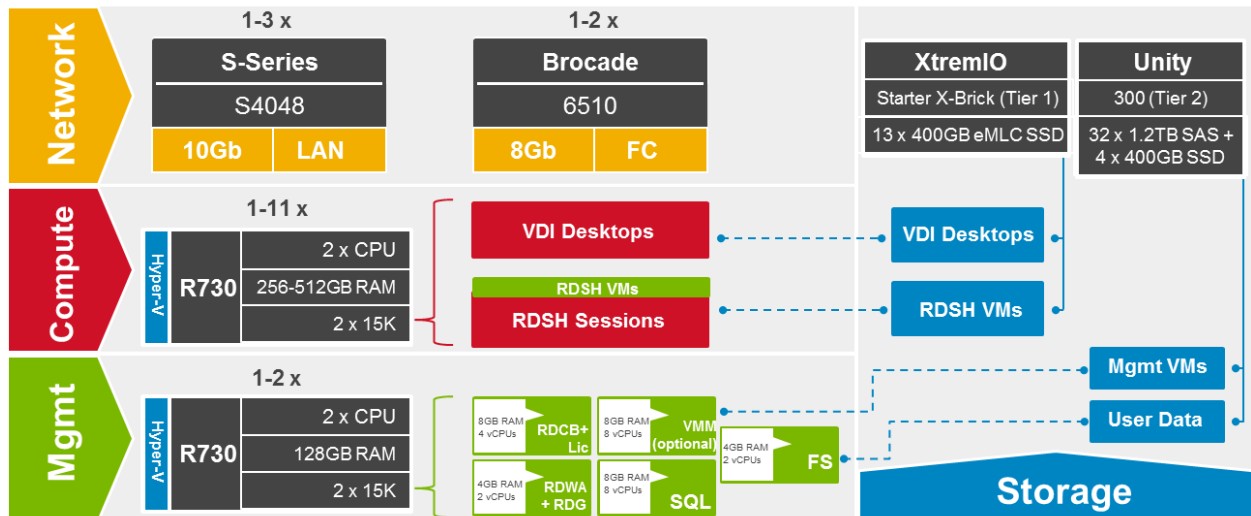 Network
1-3 x
S-Series
S4048
10Gb
LAN
1-2 x
Brocade
6510
8Gb
FC
XtremIO
Starter X-Brick (Tier 1)
13 x 400GB eMLC SSD
Unity
300 (Tier 2)
32 x 1.2TB SAS +
4 x 400GB SSD
Compute
1-11 x
Hyper-V
R730
2 x CPU
256-512GB RAM
2 x 15K
VDI Desktops
RDSH VMs
RDSH Sessions
VDI Desktops
RDSH VMs
Mgmt
1-2 x
Hyper-V
R730
2 x CPU
128GB RAM
2 x 15K
8GB RAM
4 vCPUs
RDCB+
Lic
8GB RAM
8 vCPUs
VMM
(optional)
4GB RAM
2 vCPUs
RDWA
+ RDG
8GB RAM
8 vCPUs
SQL
4GB RAM
2 vCPUs
FS
Mgmt VMs
User Data
Storage